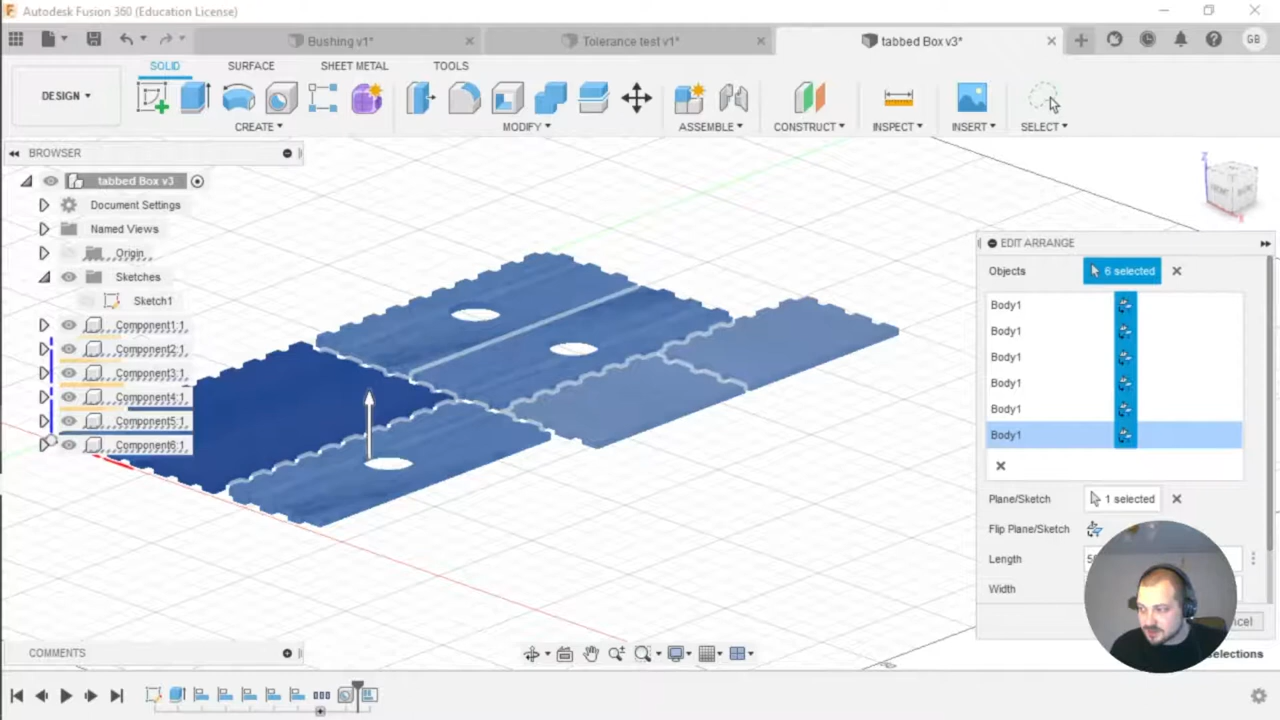 Autodesk Fusion 360 (Education License)
Bushing v1*
Tolerance test v1*
tabbed Box v3*
GB
SOLID
SURFACE
SHEET METAL
TOOLS
DESIGN
CREATE
MODIFY
ASSEMBLE
CONSTRUCT
INSPECT
INSERT
SELECT
BROWSER
tabbed Box v3
Document Settings
Named Views
Origin
Sketches
Sketch1
Component1:1
Component2:1
Component3:1
Component4:1
Component5:1
Component6:1
Z
EDIT ARRANGE
Objects
6 selected
Body1
Body1
Body1
Body1
Body1
Body1
Plane/Sketch
1 selected
Flip Plane/Sketch
Length
Width
COMMENTS